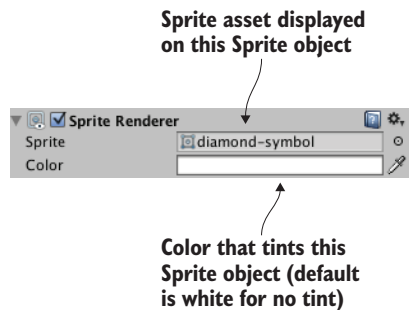 Sprite asset displayed
on this Sprite object
Sprite Renderer
Sprite
diamond-symbol
Color
Color that tints this
Sprite object (default
is white for no tint)